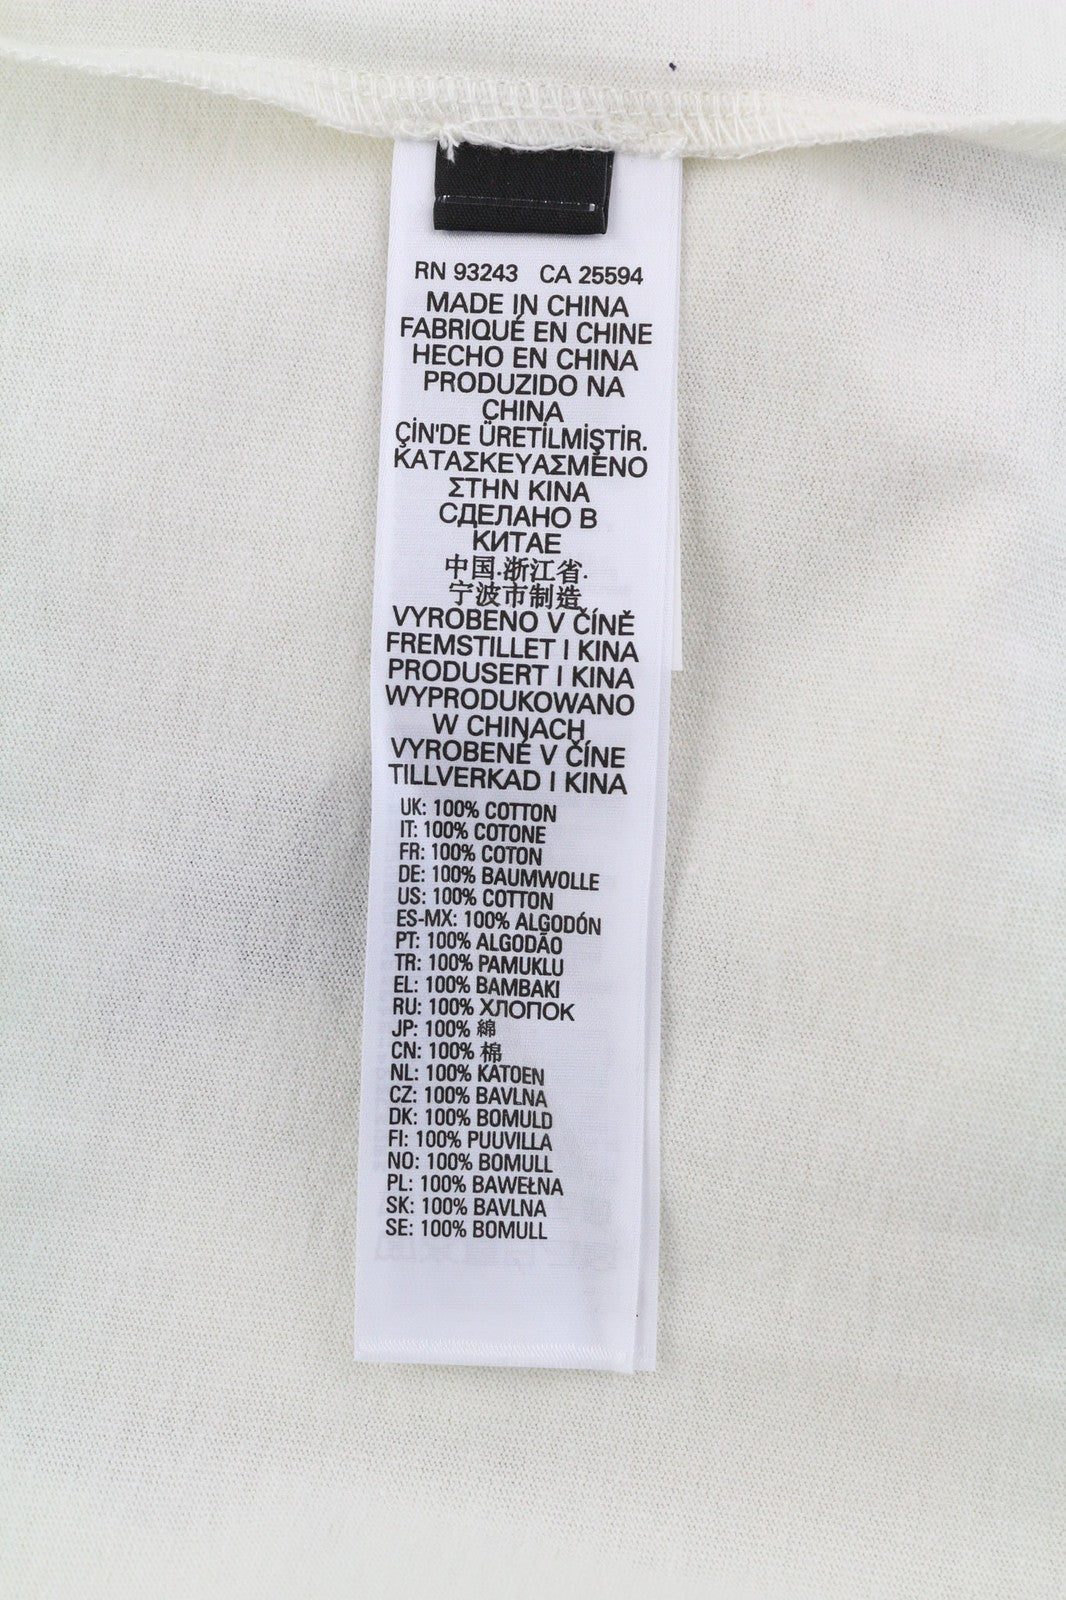 RN 93243 CA 25594
MADE IN CHINA
FABRIQUÉ EN CHINE
HECHO EN CHINA
PRODUZIDO NA
CHINA
ÇİN'DE ÜRETİLMİŞTİR.
ΚΑΤΑΣΚΕΥΑΣΜΕΝΟ
ΣΤΗΝ ΚΙΝΑ
СДЕЛАНО В
КИТАЕ
中国.浙江省.
宁波市制造
VYROBENO V ČÍNĚ
FREMSTILLET I KINA
PRODUSERT I KINA
WYPRODUKOWANO
W CHINACH
VYROBENÉ V ČÍNE
TILLVERKAD I KINA
UK: 100% COTTON
IT: 100% COTONE
FR: 100% COTON
DE: 100% BAUMWOLLE
US: 100% COTTON
ES-MX: 100% ALGODÓN
PT: 100% ALGODÃO
TR: 100% PAMUKLU
EL: 100% ΒΑΜΒΑΚΙ
RU: 100% ХЛОПОК
JP: 100% 綿
CN: 100% 棉
NL: 100% KATOEN
CZ: 100% BAVLNA
DK: 100% BOMULD
FI: 100% PUUVILLA
NO: 100% BOMULL
PL: 100% BAWEŁNA
SK: 100% BAVLNA
SE: 100% BOMULL